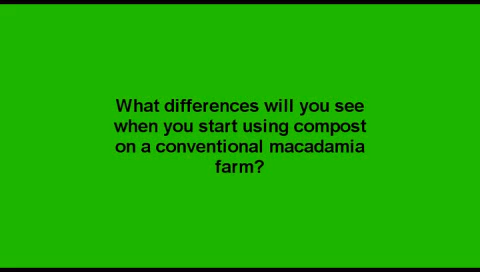 What differences will you see
when you start using compost
on a conventional macadamia
farm?